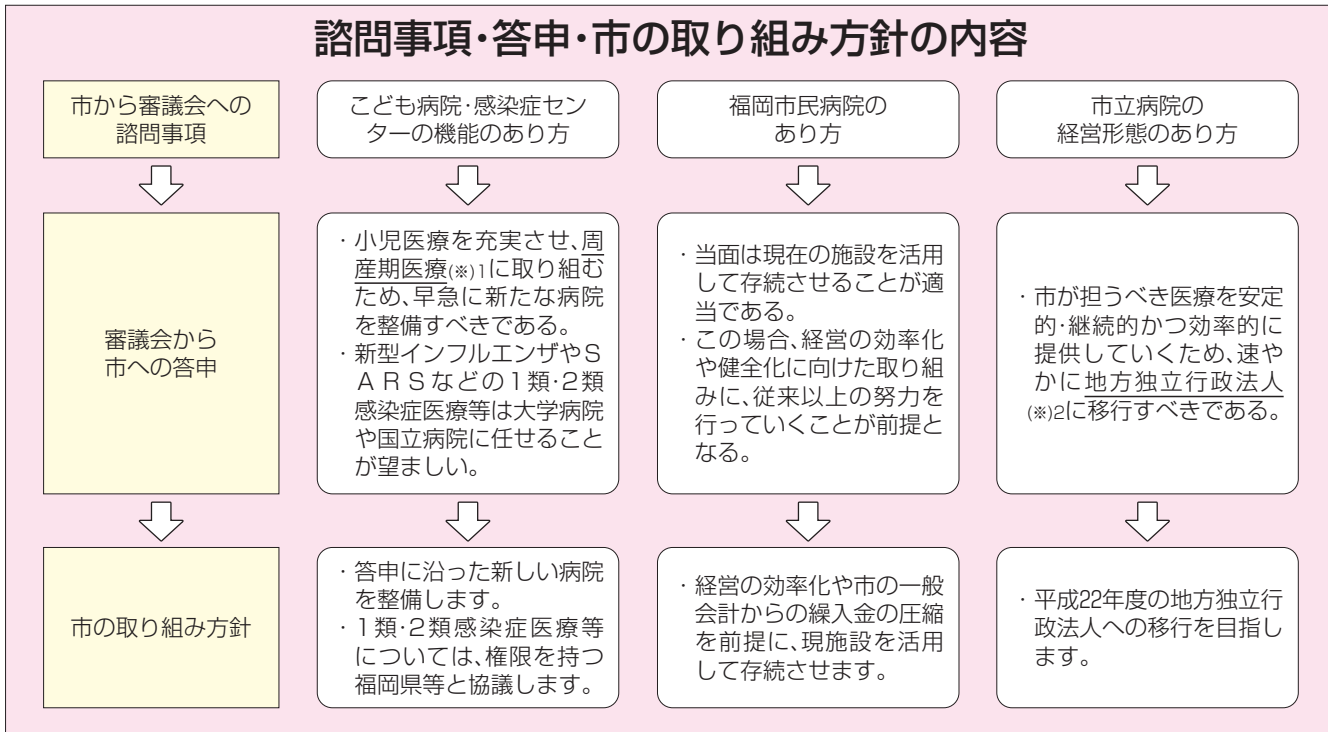 諮問事項・答申・市の取り組み方針の内容
市から審議会への
諮問事項
こども病院・感染症セン
ターの機能のあり方
福岡市民病院の
あり方
市立病院の
経営形態のあり方
審議会から
市への答申
・小児医療を充実させ、周
産期医療(※)1に取り組む
ため、早急に新たな病院
を整備すべきである。
・新型インフルエンザやS
ARSなどの1類・2類
感染症医療等は大学病院
や国立病院に任せること
が望ましい。
・当面は現在の施設を活用
して存続させることが適
当である。
・この場合、経営の効率化
や健全化に向けた取り組
みに、従来以上の努力を
行っていくことが前提と
なる。
・市が担うべき医療を安定
的・継続的かつ効率的に
提供していくため、速や
かに地方独立行政法人
(※)2に移行すべきである。
市の取り組み方針
・答申に沿った新しい病院
を整備します。
・1類・2類感染症医療等
については、権限を持つ
福岡県等と協議します。
・経営の効率化や市の一般
会計からの繰入金の圧縮
を前提に、現施設を活用
して存続させます。
・平成22年度の地方独立行
政法人への移行を目指し
ます。